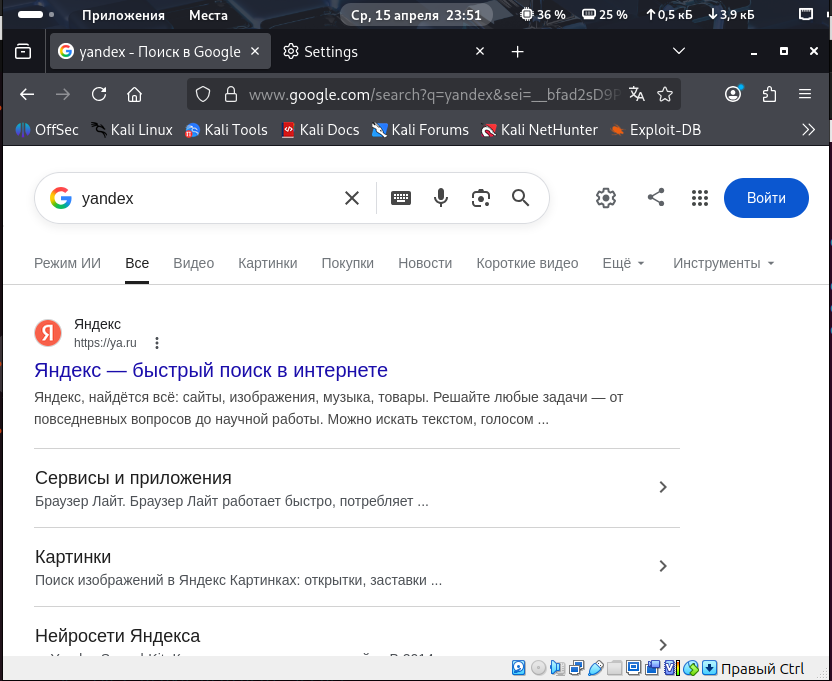 Приложения Места Ср, 15 апреля 23:51 36 % 25 % ↑0,5 кБ ↓3,9 кБ
yandex - Поиск в Google Settings
www.google.com/search?q=yandex&sei=__bfad2sD9P
OffSec Kali Linux Kali Tools Kali Docs Kali Forums Kali NetHunter Exploit-DB
yandex
Войти
Режим ИИ Все Видео Картинки Покупки Новости Короткие видео Ещё Инструменты
Я
Яндекс
https://ya.ru
Яндекс — быстрый поиск в интернете
Яндекс, найдётся всё: сайты, изображения, музыка, товары. Решайте любые задачи — от
повседневных вопросов до научной работы. Можно искать текстом, голосом ...
Сервисы и приложения
Браузер Лайт. Браузер Лайт работает быстро, потребляет ...
Картинки
Поиск изображений в Яндекс Картинках: открытки, заставки ...
Нейросети Яндекса
Правый Ctrl